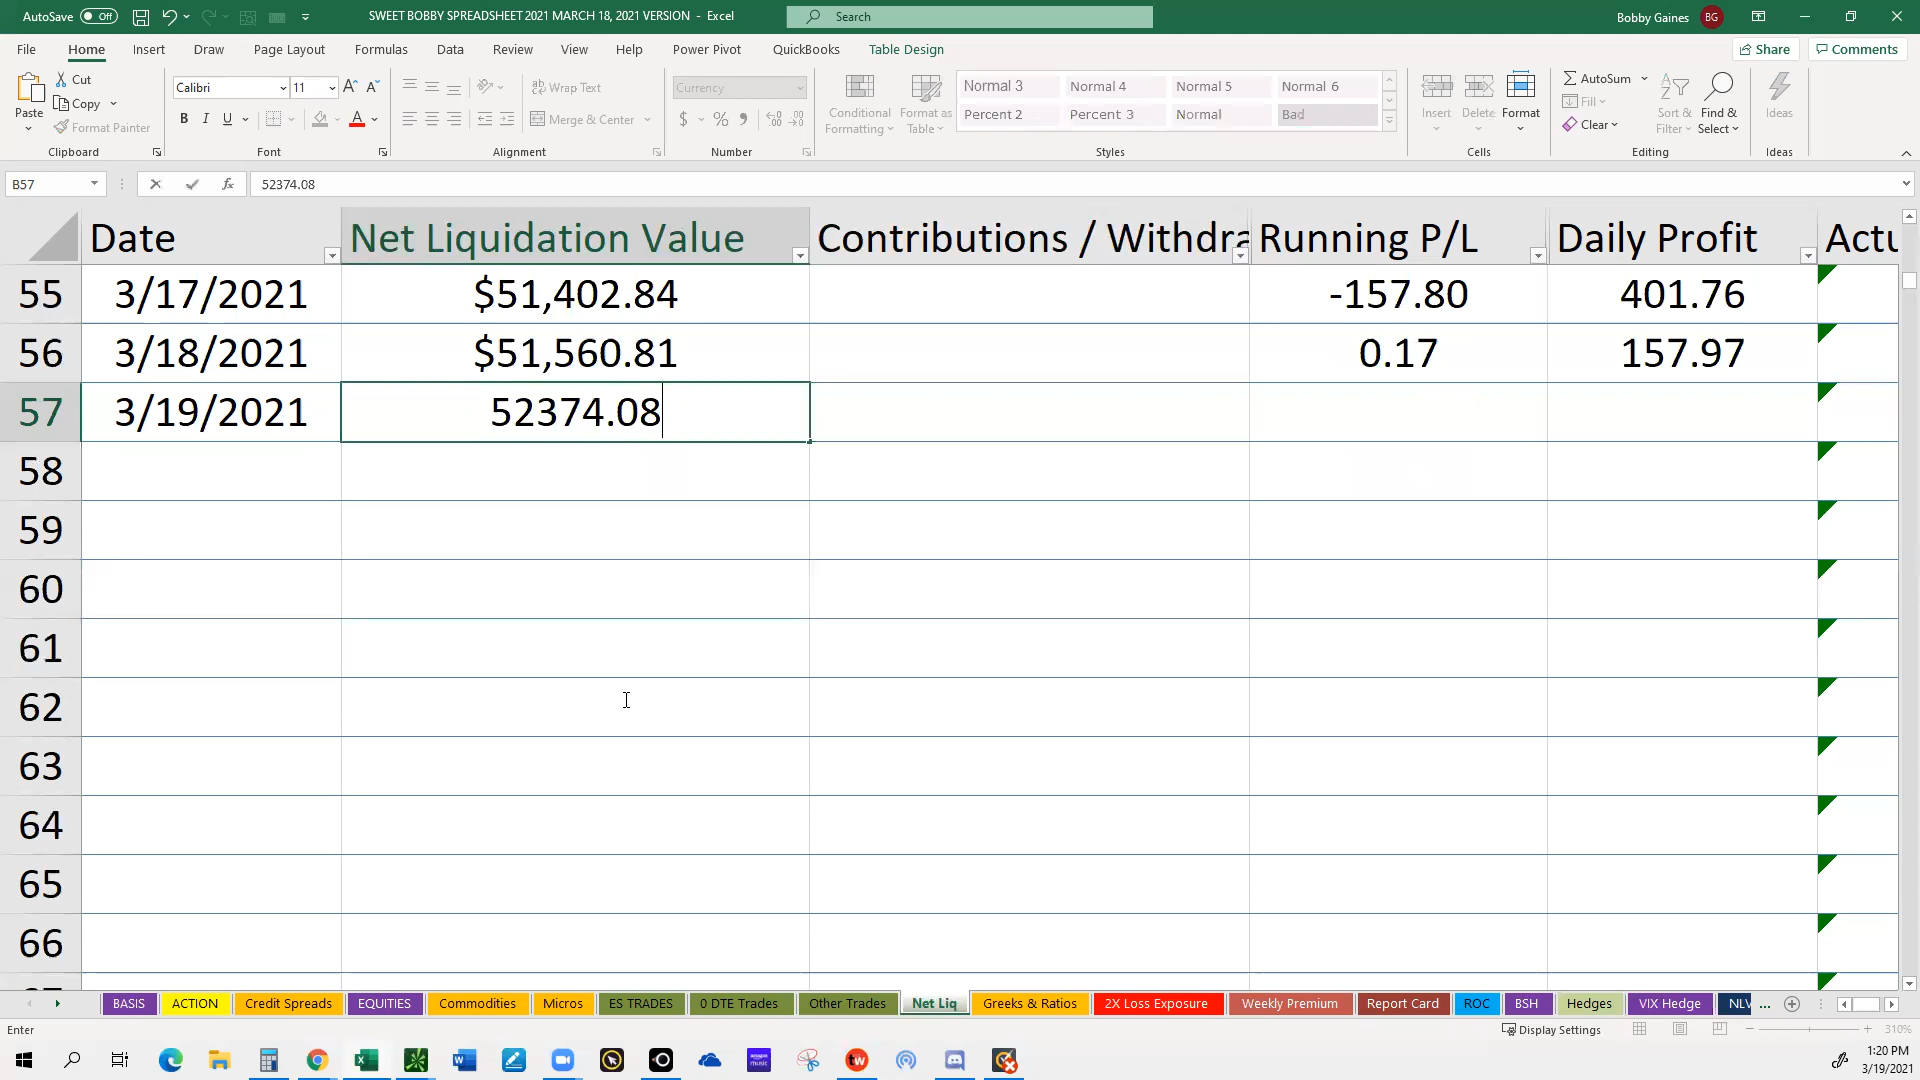 AutoSave Off SWEET BOBBY SPREADSHEET 2021 MARCH 18, 2021 VERSION - Excel Search Bobby Gaines BG
File Home Insert Draw Page Layout Formulas Data Review View Help Power Pivot QuickBooks Table Design Share Comments
Cut
Copy
Format Painter
Paste
Clipboard
Calibri 11
B I U
Font
Wrap Text
Merge & Center
Alignment
Currency
$ % ,
Number
Conditional Formatting
Format as Table
Normal 3 Normal 4 Normal 5 Normal 6
Percent 2 Percent 3 Normal Bad
Styles
Insert Delete Format
Cells
AutoSum
Fill
Clear
Sort & Filter
Find & Select
Editing
Ideas
Ideas
B57 fx 52374.08
Date Net Liquidation Value Contributions / Withdra Running P/L Daily Profit Actu
55 3/17/2021 $51,402.84 -157.80 401.76
56 3/18/2021 $51,560.81 0.17 157.97
57 3/19/2021 52374.08
58
59
60
61
62
63
64
65
66
BASIS ACTION Credit Spreads EQUITIES Commodities Micros ES TRADES 0 DTE Trades Other Trades Net Liq Greeks & Ratios 2X Loss Exposure Weekly Premium Report Card ROC BSH Hedges VIX Hedge NLV ...
Enter Display Settings 310%
tw
1:20 PM
3/19/2021